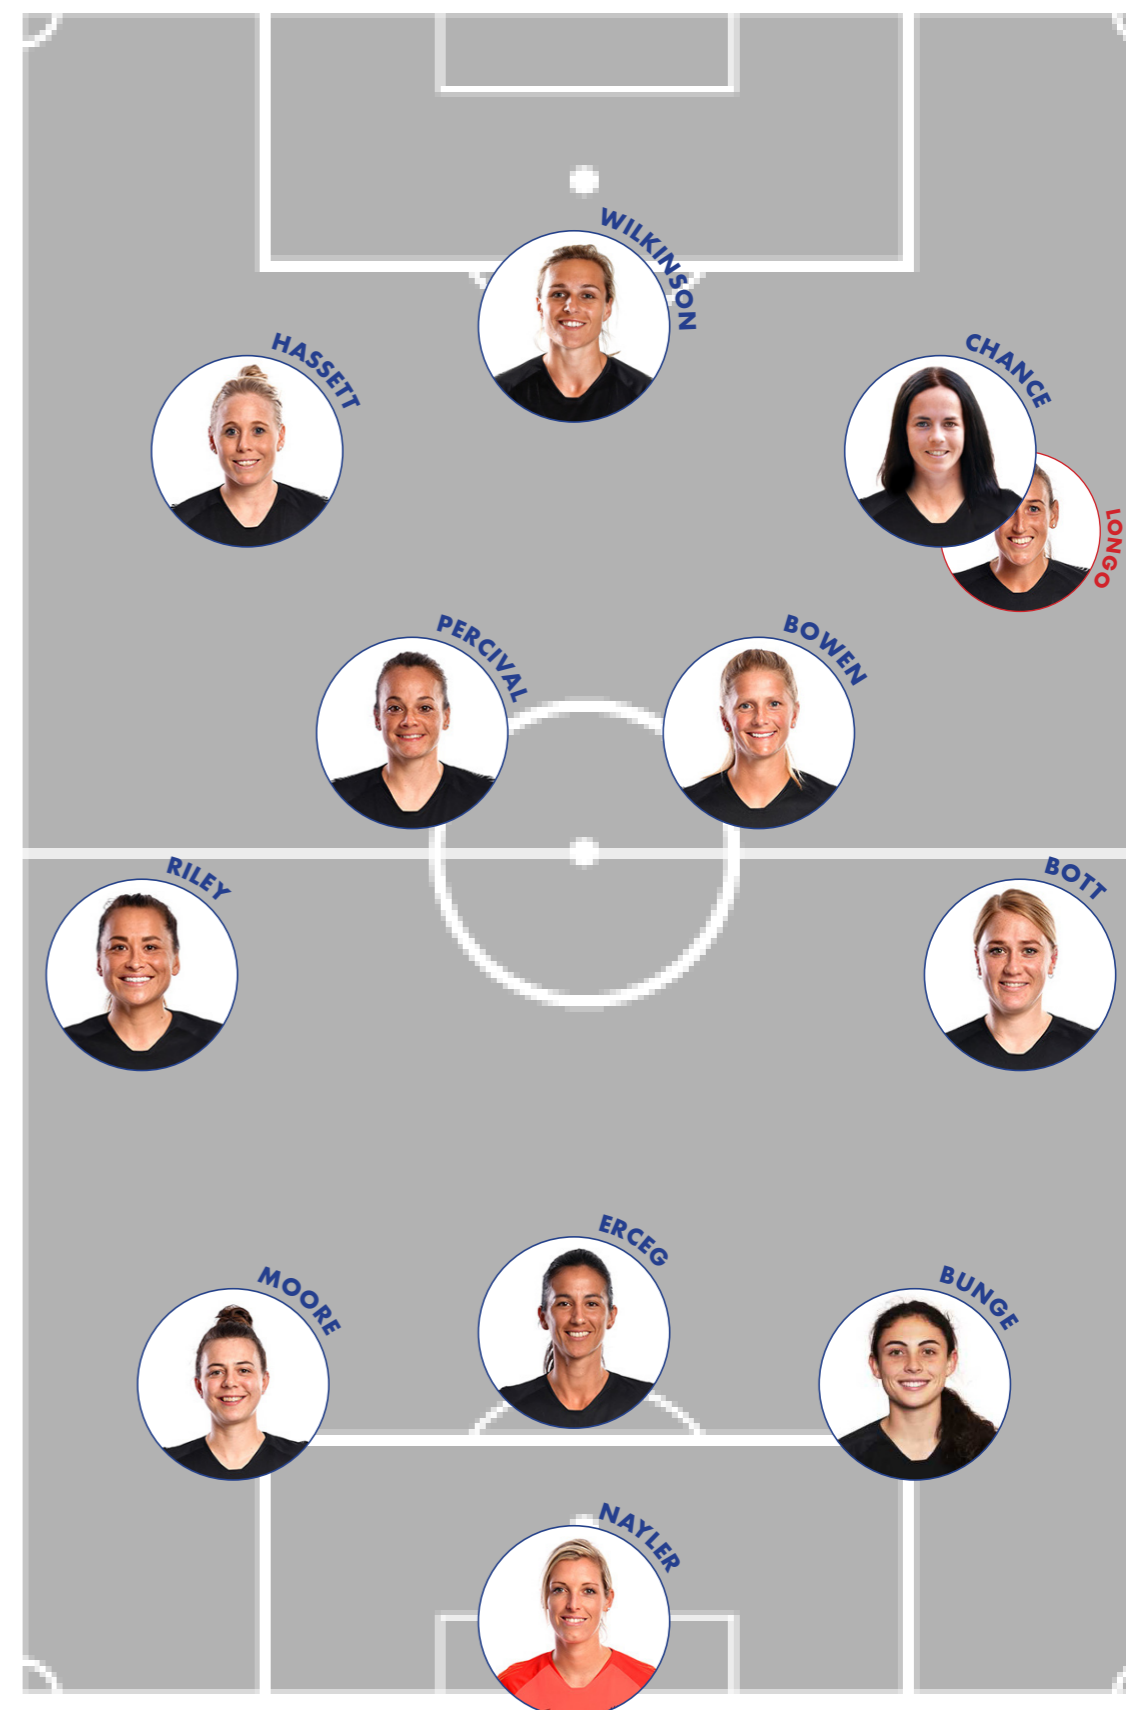 WILKINSON
HASSETT
CHANCE
LONGO
PERCIVAL
BOWEN
RILEY
BOTT
ERCEG
MOORE
BUNGE
NAYLER